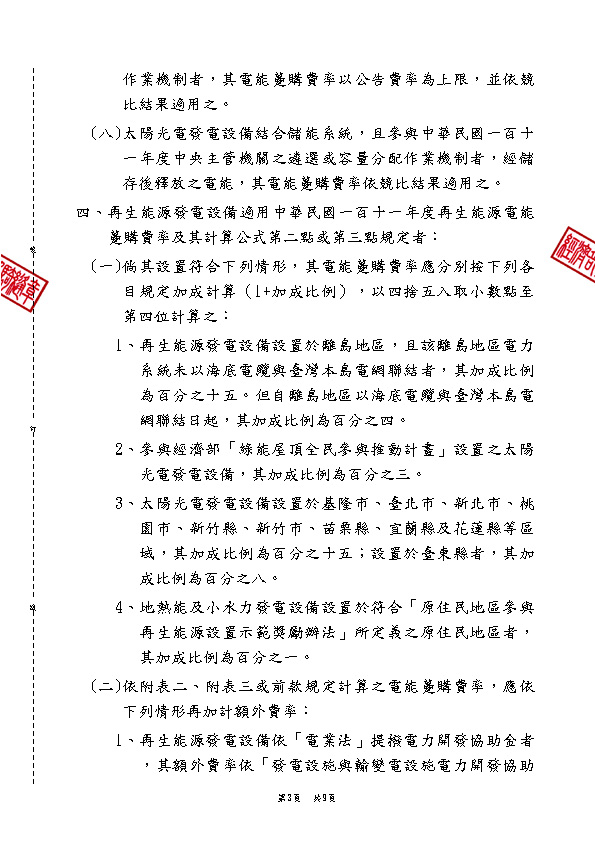 作業機制者，其電能躉購費率以公告費率為上限，並依競
比結果適用之。
(八)太陽光電發電設備結合儲能系統，且參與中華民國一百十
一年度中央主管機關之遴選或容量分配作業機制者，經儲
存後釋放之電能，其電能躉購費率依競比結果適用之。
四、再生能源發電設備適用中華民國一百十一年度再生能源電能
躉購費率及其計算公式第二點或第三點規定者：
(一)倘其設置符合下列情形，其電能躉購費率應分別按下列各
目規定加成計算（1+加成比例），以四捨五入取小數點至
第四位計算之：
1、再生能源發電設備設置於離島地區，且該離島地區電力
系統未以海底電纜與臺灣本島電網聯結者，其加成比例
為百分之十五。但自離島地區以海底電纜與臺灣本島電
網聯結日起，其加成比例為百分之四。
2、參與經濟部「綠能屋頂全民參與推動計畫」設置之太陽
光電發電設備，其加成比例為百分之三。
3、太陽光電發電設備設置於基隆市、臺北市、新北市、桃
園市、新竹縣、新竹市、苗栗縣、宜蘭縣及花蓮縣等區
域，其加成比例為百分之十五；設置於臺東縣者，其加
成比例為百分之八。
4、地熱能及小水力發電設備設置於符合「原住民地區參與
再生能源設置示範獎勵辦法」所定義之原住民地區者，
其加成比例為百分之一。
(二)依附表二、附表三或前款規定計算之電能躉購費率，應依
下列情形再加計額外費率：
1、再生能源發電設備依「電業法」提撥電力開發協助金者
，其額外費率依「發電設施與輸變電設施電力開發協助
第3頁 共9頁